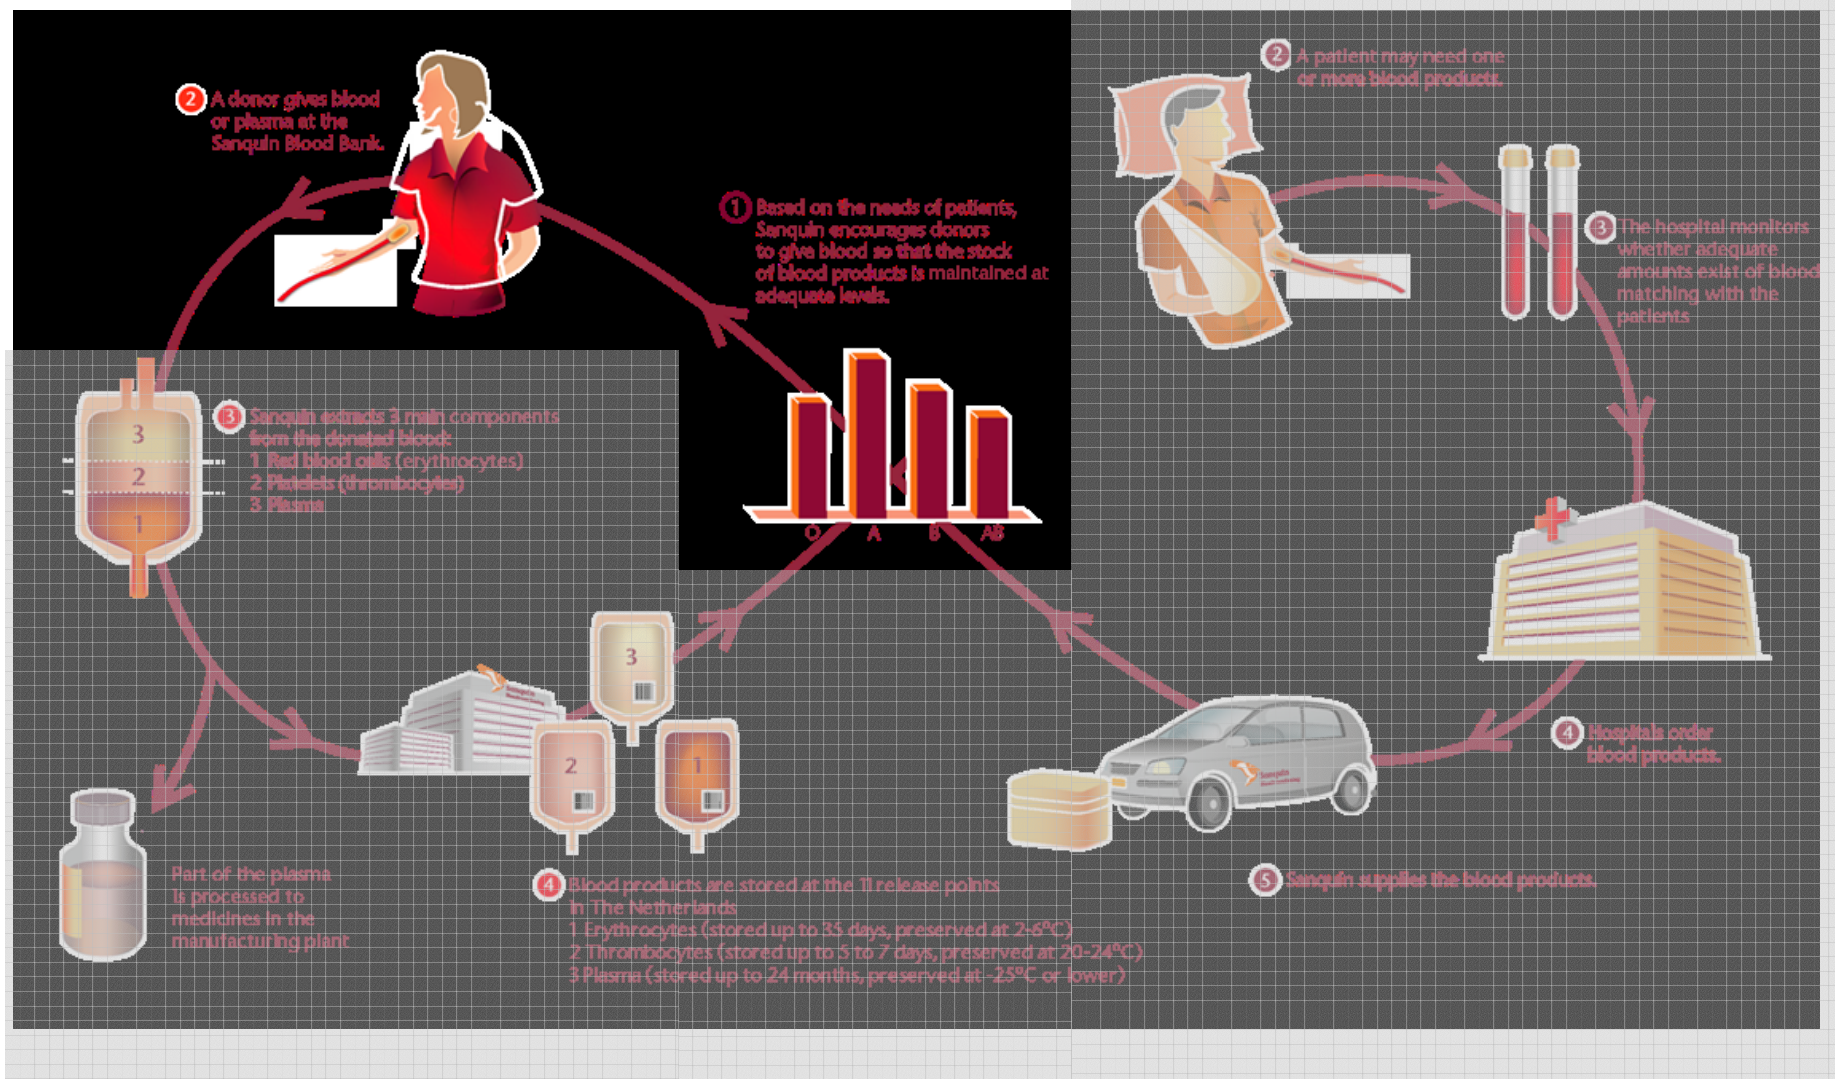 2 A donor gives blood
or plasma at the
Sanquin Blood Bank.
1 Based on the needs of patients,
Sanquin encourages donors
to give blood so that the stock
of blood products is maintained at
adequate levels.
2 A patient may need one
or more blood products.
3 The hospital monitors
whether adequate
amounts exist of blood
matching with the
patients
3
2
1
3 Sanquin extracts 3 main components
from the donated blood:
1 Red blood cells (erythrocytes)
2 Platelets (thrombocytes)
3 Plasma
O A B AB
3
2
1
Sanquin
4 Hospitals order
blood products.
Sanquin
Part of the plasma
is processed to
medicines in the
manufacturing plant
4 Blood products are stored at the 11 release points
in The Netherlands
1 Erythrocytes (stored up to 35 days, preserved at 2-6°C)
2 Thrombocytes (stored up to 5 to 7 days, preserved at 20-24°C)
3 Plasma (stored up to 24 months, preserved at -25°C or lower)
5 Sanquin supplies the blood products.